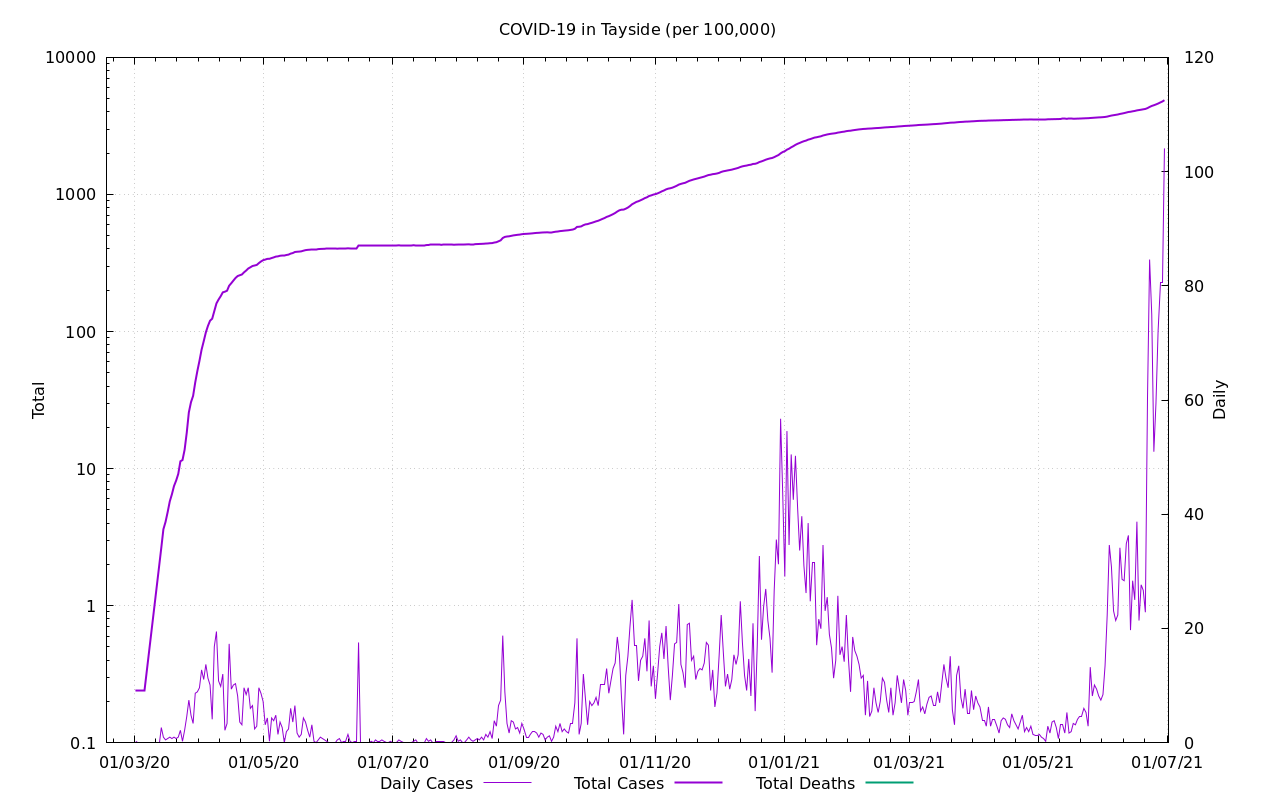 COVID-19 in Tayside (per 100,000)
10000
1000
100
10
1
0.1
Total
120
100
80
60
40
20
0
Daily
01/03/20 01/05/20 01/07/20 01/09/20 01/11/20 01/01/21 01/03/21 01/05/21 01/07/21
Daily Cases Total Cases Total Deaths